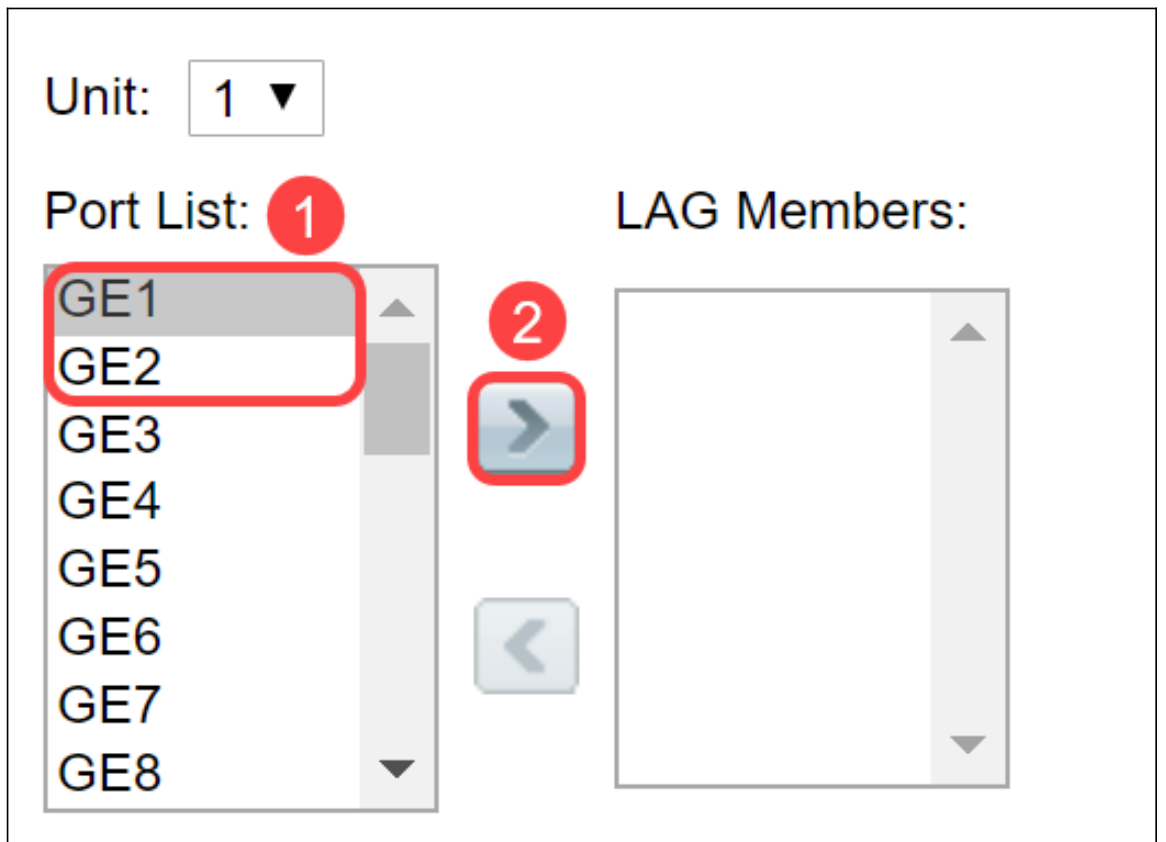 Unit: 1
Port List: 1 LAG Members:
GE1
GE2
2
GE3
GE4
GE5
GE6
GE7
GE8